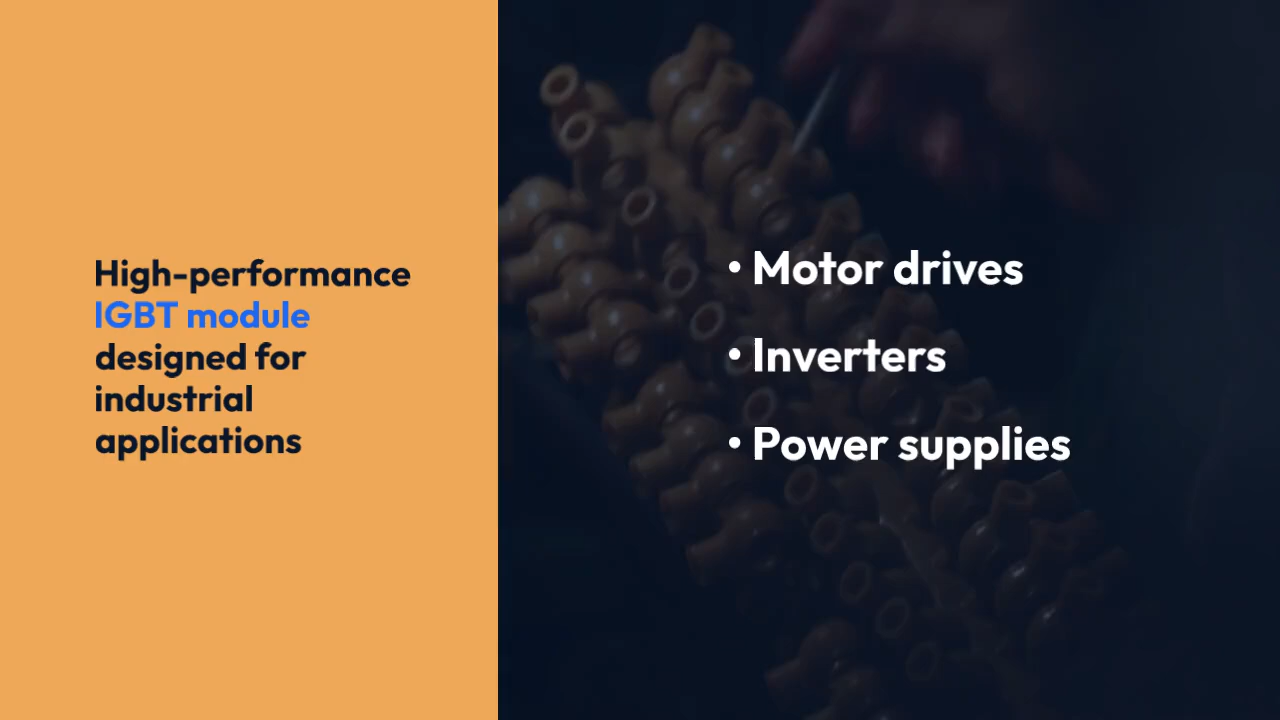 High-performance
IGBT module
designed for
industrial
applications
• Motor drives
• Inverters
• Power supplies